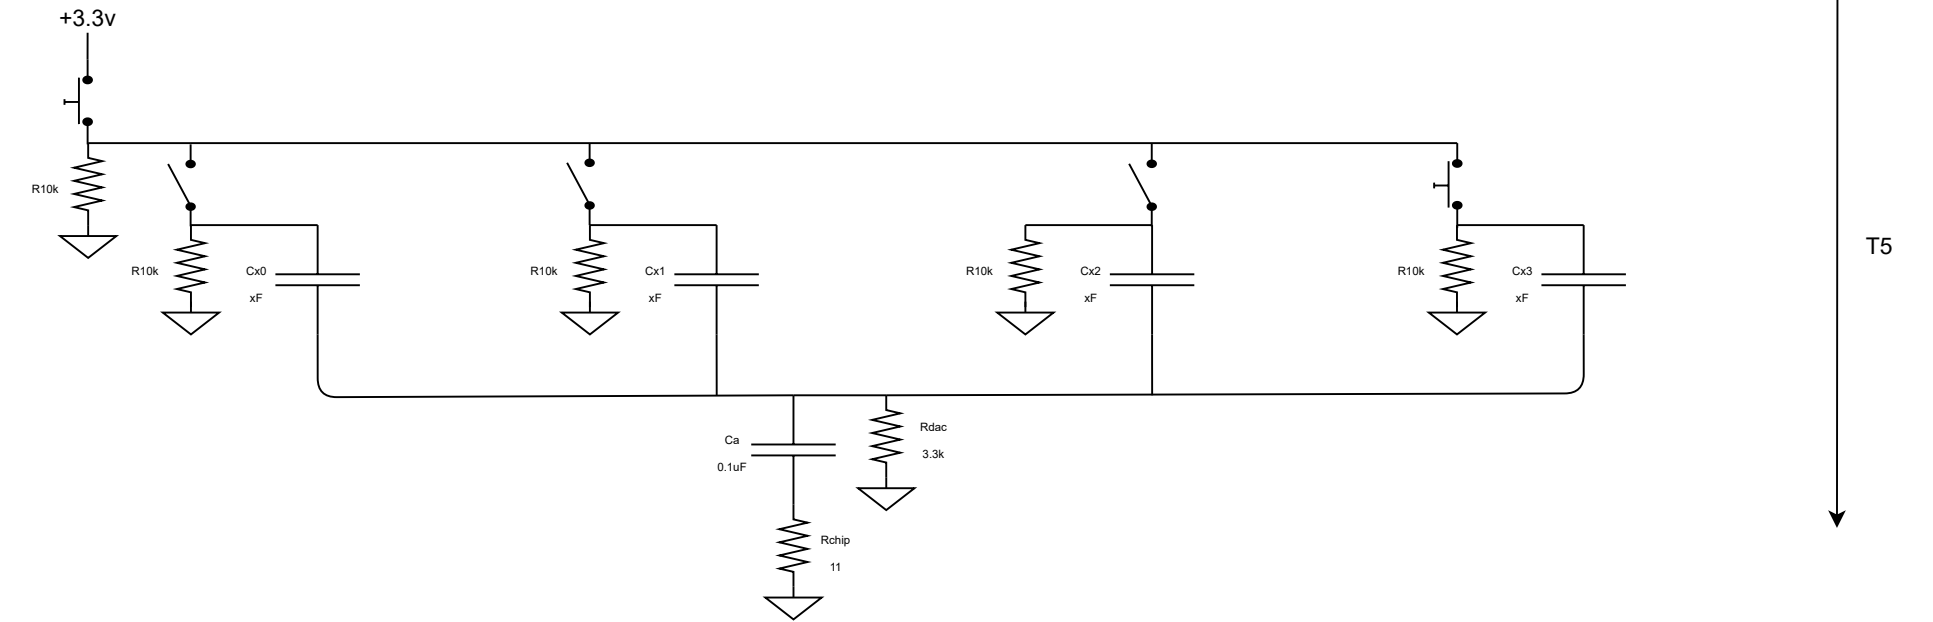 +3.3v
R10k
R10k
Cx0
xF
R10k
Cx1
xF
R10k
Cx2
xF
R10k
Cx3
xF
T5
Ca
0.1uF
Rdac
3.3k
Rchip
11